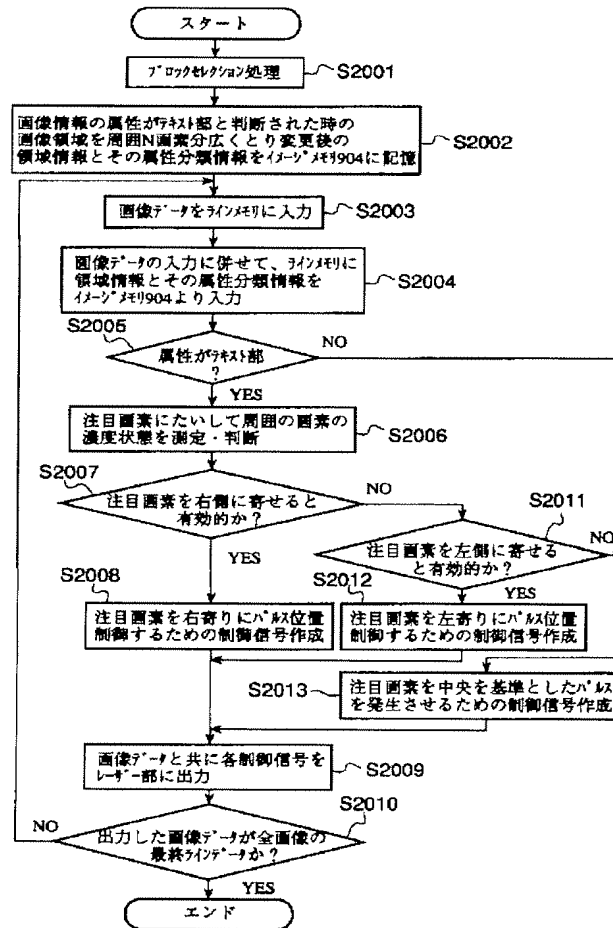 スタート
ブロックセレクション処理
S2001
画像情報の属性がテキスト部と判断された時の
画像領域を周囲N画素分広くとり変更後の
領域情報とその属性分類情報をイメージメモリ904に記憶
S2002
画像データをラインメモリに入力
S2003
画像データの入力に併せて、ラインメモリに
領域情報とその属性分類情報を
イメージメモリ904より入力
S2004
S2005
属性がテキスト部
?
NO
YES
注目画素にたいして周囲の画素の
濃度状態を測定・判断
S2006
S2007
注目画素を右側に寄せると
有効的か?
NO
YES
S2011
注目画素を左側に寄せる
と有効的か?
NO
YES
S2008
注目画素を右寄りにパルス位置
制御するための制御信号作成
S2012
注目画素を左寄りにパルス位置
制御するための制御信号作成
S2013
注目画素を中央を基準としたパルス
を発生させるための制御信号作成
画像データと共に各制御信号を
レーザー部に出力
S2009
S2010
出力した画像データが全画像の
最終ラインデータか?
NO
YES
エンド